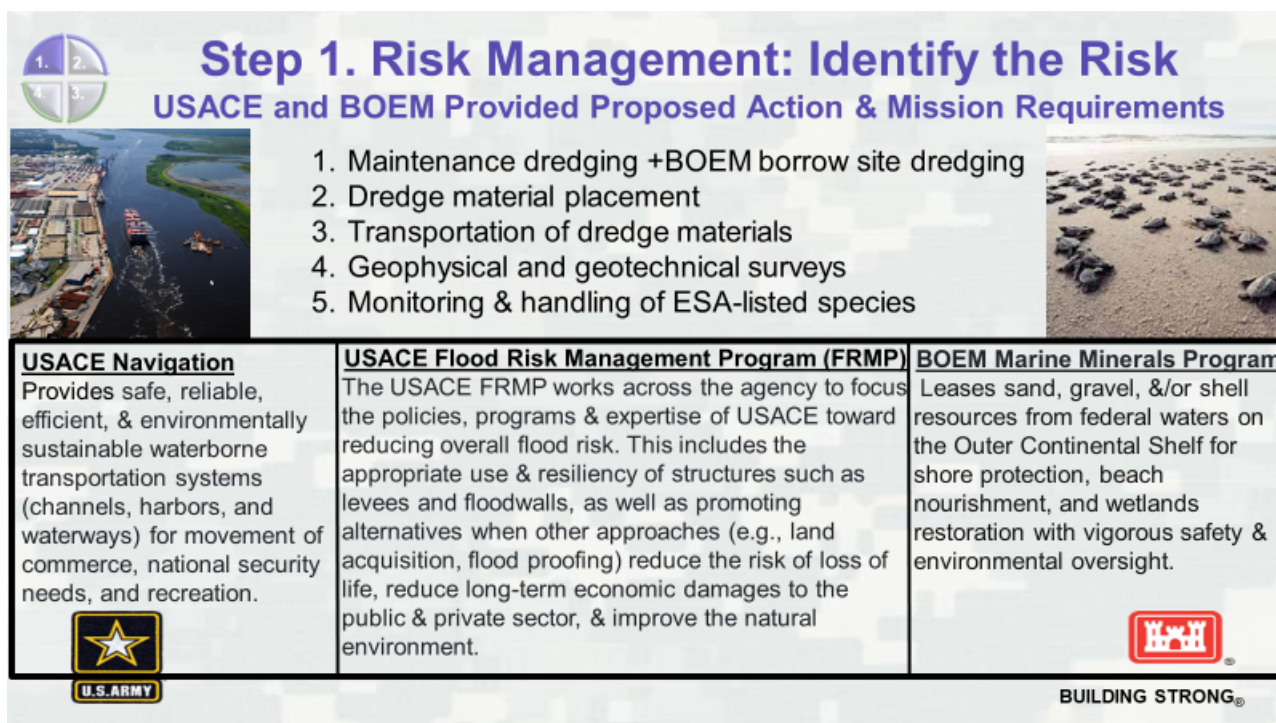 1. 2.
4. 3.
Step 1. Risk Management: Identify the Risk
USACE and BOEM Provided Proposed Action & Mission Requirements
1. Maintenance dredging +BOEM borrow site dredging
2. Dredge material placement
3. Transportation of dredge materials
4. Geophysical and geotechnical surveys
5. Monitoring & handling of ESA-listed species
USACE Navigation
Provides safe, reliable,
efficient, & environmentally
sustainable waterborne
transportation systems
(channels, harbors, and
waterways) for movement of
commerce, national security
needs, and recreation.
USACE Flood Risk Management Program (FRMP)
The USACE FRMP works across the agency to focus
the policies, programs & expertise of USACE toward
reducing overall flood risk. This includes the
appropriate use & resiliency of structures such as
levees and floodwalls, as well as promoting
alternatives when other approaches (e.g., land
acquisition, flood proofing) reduce the risk of loss of
life, reduce long-term economic damages to the
public & private sector, & improve the natural
environment.
BOEM Marine Minerals Program
Leases sand, gravel, &/or shell
resources from federal waters on
the Outer Continental Shelf for
shore protection, beach
nourishment, and wetlands
restoration with vigorous safety &
environmental oversight.
U.S.ARMY
®
BUILDING STRONG®